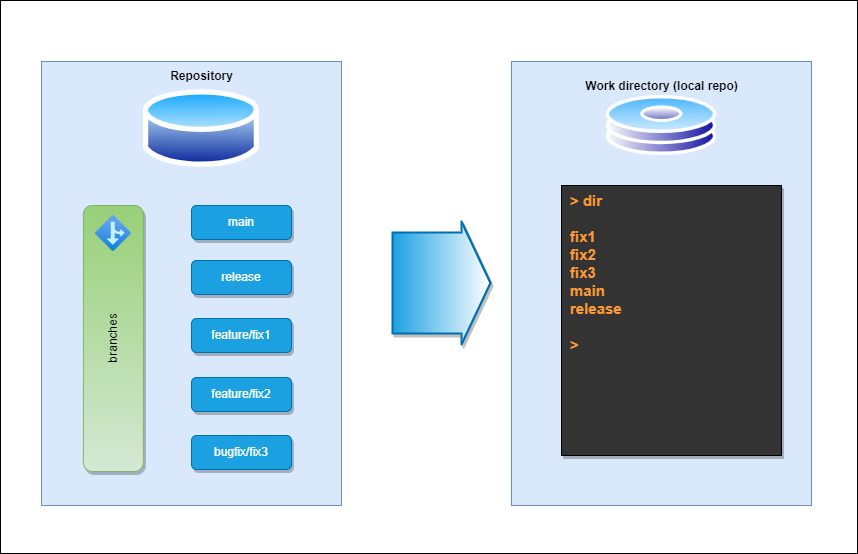 Repository
branches
main
release
feature/fix1
feature/fix2
bugfix/fix3
Work directory (local repo)
> dir
fix1
fix2
fix3
main
release
>